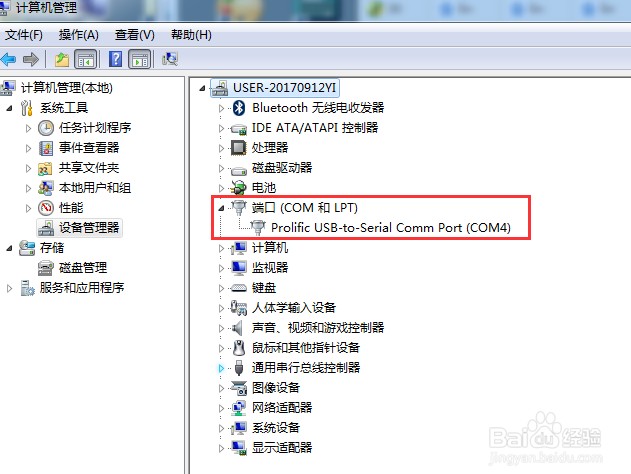 计算机管理
文件(F) 操作(A) 查看(V) 帮助(H)
计算机管理(本地)
系统工具
任务计划程序
事件查看器
共享文件夹
本地用户和组
性能
设备管理器
存储
磁盘管理
服务和应用程序
USER-20170912YI
Bluetooth 无线电收发器
IDE ATA/ATAPI 控制器
处理器
磁盘驱动器
电池
端口 (COM 和 LPT)
Prolific USB-to-Serial Comm Port (COM4)
计算机
监视器
键盘
人体学输入设备
声音、视频和游戏控制器
鼠标和其他指针设备
通用串行总线控制器
图像设备
网络适配器
系统设备
显示适配器
Baidu 经验
jingyan.baidu.com